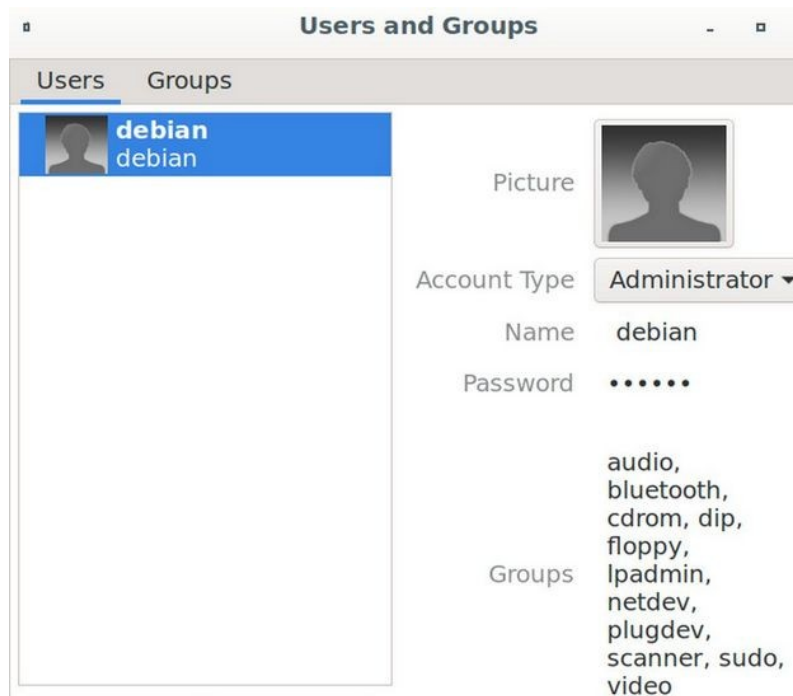 Users and Groups
Users Groups
debian
debian
Picture
Account Type Administrator
Name debian
Password ••••••
Groups
audio,
bluetooth,
cdrom, dip,
floppy,
lpadmin,
netdev,
plugdev,
scanner, sudo,
video